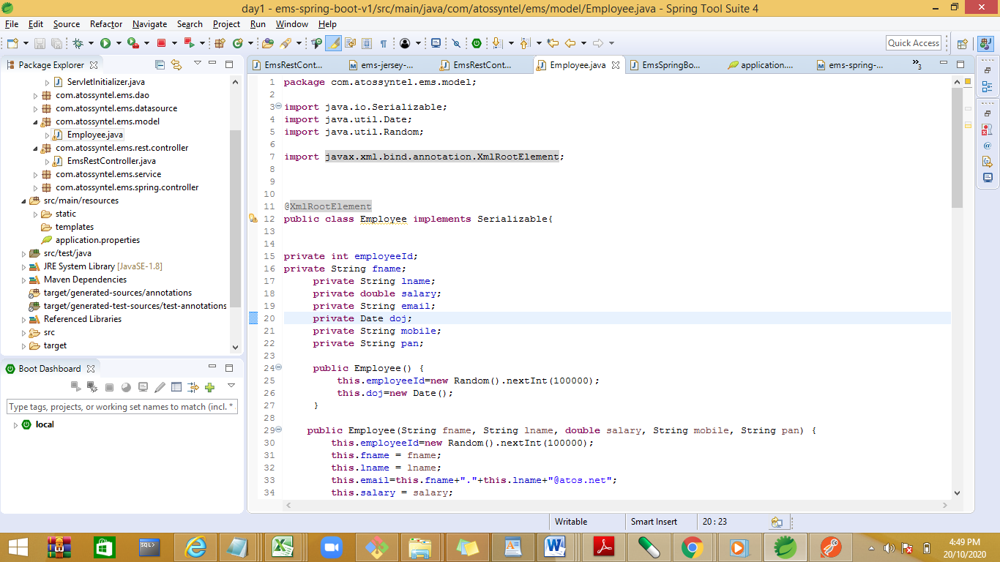 day1 - ems-spring-boot-v1/src/main/java/com/atossyntel/ems/model/Employee.java - Spring Tool Suite 4
File Edit Source Refactor Navigate Search Project Run Window Help
Quick Access
Package Explorer
ServletInitializer.java
com.atossyntel.ems.dao
com.atossyntel.ems.datasource
com.atossyntel.ems.model
Employee.java
com.atossyntel.ems.rest.controller
EmsRestController.java
com.atossyntel.ems.service
com.atossyntel.ems.spring.controller
src/main/resources
static
templates
application.properties
src/test/java
JRE System Library [JavaSE-1.8]
Maven Dependencies
target/generated-sources/annotations
target/generated-test-sources/test-annotations
Referenced Libraries
src
target
Boot Dashboard
Type tags, projects, or working set names to match (incl. *
local
EmsRestCont... ems-jersey-... EmsRestCont... Employee.java EmsSpringBo... application.... ems-spring-... »3
1 package com.atossyntel.ems.model;
2
3 import java.io.Serializable;
4 import java.util.Date;
5 import java.util.Random;
6
7 import javax.xml.bind.annotation.XmlRootElement;
8
9
10
11 @XmlRootElement
12 public class Employee implements Serializable{
13
14
15 private int employeeId;
16 private String fname;
17 private String lname;
18 private double salary;
19 private String email;
20 private Date doj;
21 private String mobile;
22 private String pan;
23
24 public Employee() {
25 this.employeeId=new Random().nextInt(100000);
26 this.doj=new Date();
27 }
28
29 public Employee(String fname, String lname, double salary, String mobile, String pan) {
30 this.employeeId=new Random().nextInt(100000);
31 this.fname = fname;
32 this.lname = lname;
33 this.email=this.fname+"."+this.lname+"@atos.net";
34 this.salary = salary;
Writable Smart Insert 20 : 23
SQL>
4:49 PM
20/10/2020